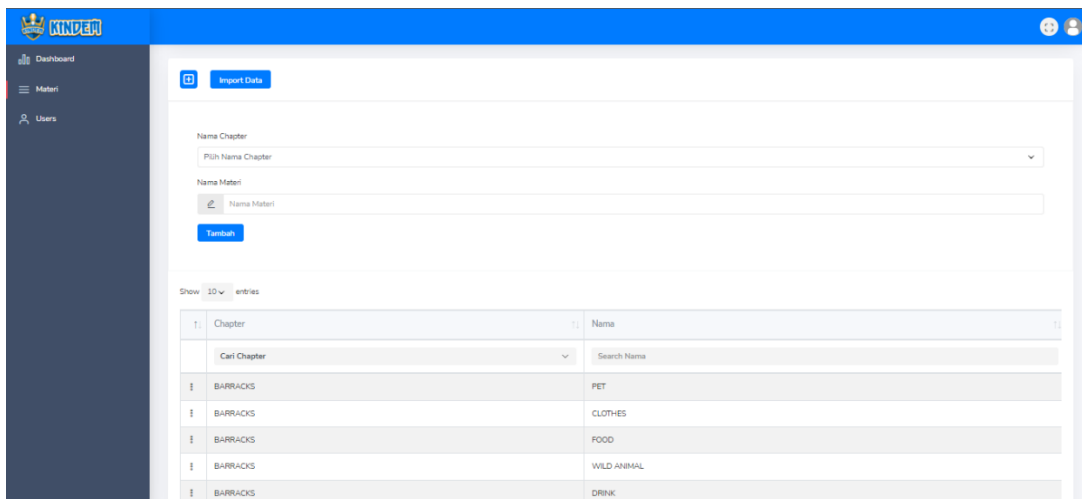 KINDEM
Dashboard
Materi
Users
Import Data
Nama Chapter
Pilih Nama Chapter
Nama Materi
Nama Materi
Tambah
Show 10 entries
Chapter Nama
Cari Chapter Search Nama
BARRACKS PET
BARRACKS CLOTHES
BARRACKS FOOD
BARRACKS WILD ANIMAL
BARRACKS DRINK